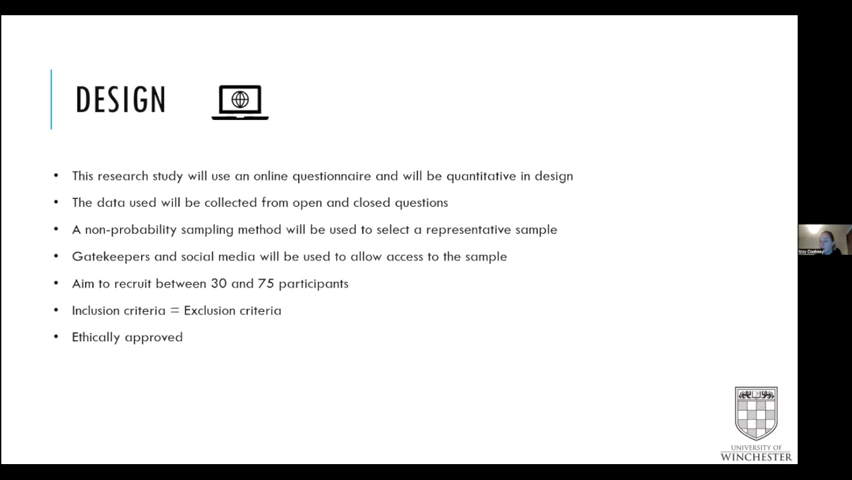 DESIGN
• This research study will use an online questionnaire and will be quantitative in design
• The data used will be collected from open and closed questions
• A non-probability sampling method will be used to select a representative sample
• Gatekeepers and social media will be used to allow access to the sample
• Aim to recruit between 30 and 75 participants
• Inclusion criteria = Exclusion criteria
• Ethically approved
UNIVERSITY OF
WINCHESTER